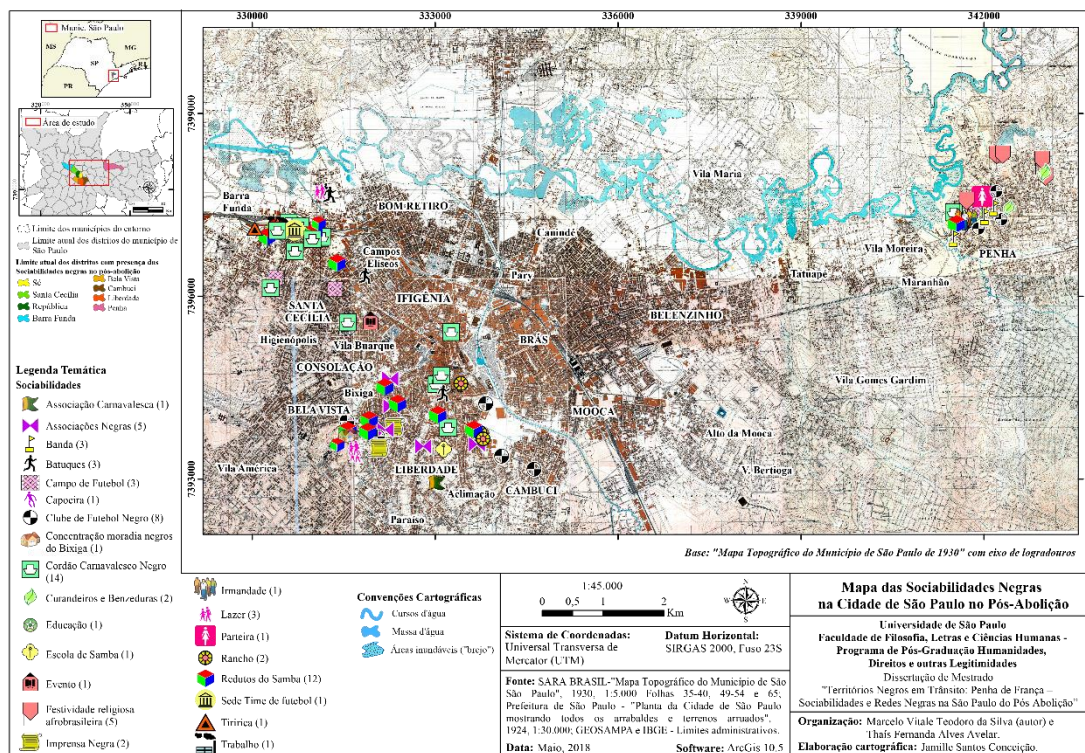 330000
333000
336000
339000
342000
7399000
7396000
7393000
Munic. São Paulo
MS
MG
SP
RJ
PR
Área de estudo
Limite dos municípios do entorno
Limite atual dos distritos do município de
São Paulo
Limite atual dos distritos com presença das
Sociabilidades negras no pós-abolição
Sé
Santa Cecília
República
Barra Funda
Bela Vista
Cambuci
Liberdade
Penha
Barra
Funda
BOM RETIRO
Campos
Elíseos
SANTA
CECÍLIA
IFIGÊNIA
Higienópolis
Vila Buarque
CONSOLAÇÃO
Bixiga
BELA VISTA
Vila América
LIBERDADE
Aclimação
Paraíso
CAMBUCI
Canindé
Pary
BRÁS
MOOCA
BELENZINHO
Vila Maria
Tatuapé
Vila Moreira
Maranhão
PENHA
Vila Gomes Gardim
Alto da Mooca
V. Bertioga
Base: "Mapa Topográfico do Município de São Paulo de 1930" com eixo de logradouros
Legenda Temática
Sociabilidades
Associação Carnavalesca (1)
Associações Negras (5)
Banda (3)
Batuques (3)
Campo de Futebol (3)
Capoeira (1)
Clube de Futebol Negro (8)
Concentração moradia negros
do Bixiga (1)
Cordão Carnavalesco Negro
(14)
Curandeiros e Benzeduras (2)
Educação (1)
Escola de Samba (1)
Evento (1)
Festividade religiosa
afrobrasileira (5)
Imprensa Negra (2)
Irmandade (1)
Lazer (3)
Parteira (1)
Rancho (2)
Redutos do Samba (12)
Sede Time de futebol (1)
Tiririca (1)
Trabalho (1)
Convenções Cartográficas
Cursos d'água
Massa d'água
Áreas inundáveis ("brejo")
1:45.000
0 0,5 1 2
Km
N
W
E
S
Sistema de Coordenadas:
Universal Transversa de
Mercator (UTM)
Datum Horizontal:
SIRGAS 2000, Fuso 23S
Fonte: SARA BRASIL-"Mapa Topográfico do Município de São
São Paulo", 1930, 1:5.000 Folhas 35-40, 49-54 e 65;
Prefeitura de São Paulo - "Planta da Cidade de São Paulo
mostrando todos os arrabaldes e terrenos arruados".
1924, 1:30.000; GEOSAMPA e IBGE - Limites administrativos.
Data: Maio, 2018
Software: ArcGIS 10.5
Mapa das Sociabilidades Negras
na Cidade de São Paulo no Pós-Abolição
Universidade de São Paulo
Faculdade de Filosofia, Letras e Ciências Humanas -
Programa de Pós-Graduação Humanidades,
Direitos e outras Legitimidades
Dissertação de Mestrado
"Territórios Negros em Trânsito: Penha de França –
Sociabilidades e Redes Negras na São Paulo do Pós Abolição"
Organização: Marcelo Vitale Teodoro da Silva (autor) e
Thaís Fernanda Alves Avelar.
Elaboração cartográfica: Jamille Santos Conceição.